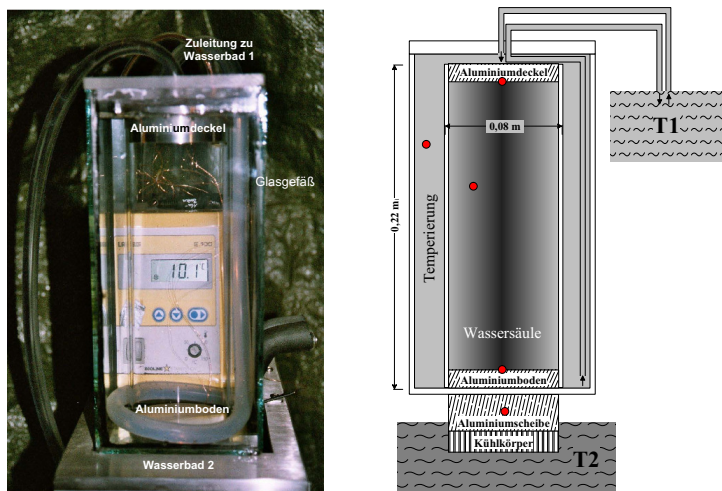 Zuleitung zu
Wasserbad 1
Aluminiumdeckel
Glasgefäß
10.1
Aluminiumboden
Wasserbad 2
Aluminiumdeckel
0,08 m
T1
0,22 m
Temperierung
Wassersäule
Aluminiumboden
Aluminiumscheibe
Kühlkörper
T2